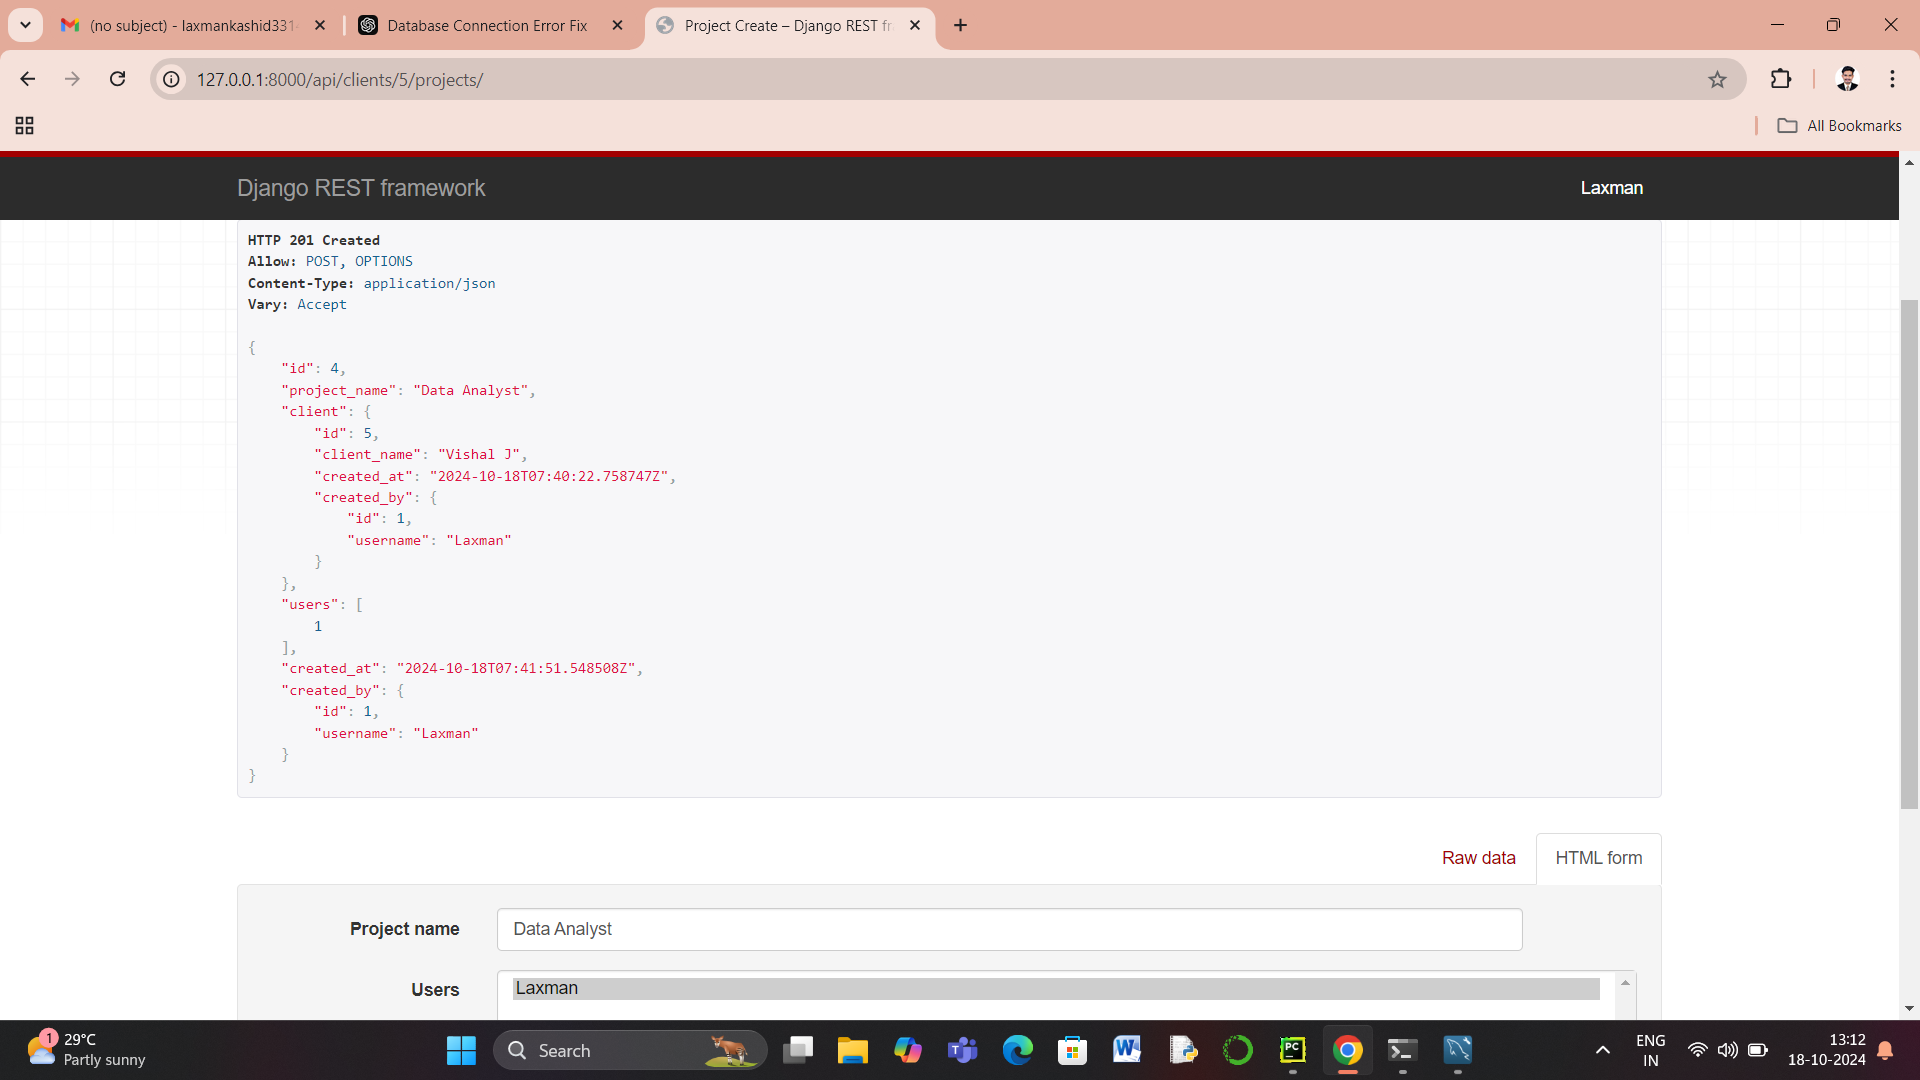 (no subject) - laxmankashid331
Database Connection Error Fix
Project Create – Django REST fr
127.0.0.1:8000/api/clients/5/projects/
All Bookmarks
Django REST framework
Laxman
HTTP 201 Created
Allow: POST, OPTIONS
Content-Type: application/json
Vary: Accept
{
    "id": 4,
    "project_name": "Data Analyst",
    "client": {
        "id": 5,
        "client_name": "Vishal J",
        "created_at": "2024-10-18T07:40:22.758747Z",
        "created_by": {
            "id": 1,
            "username": "Laxman"
        }
    },
    "users": [
        1
    ],
    "created_at": "2024-10-18T07:41:51.548508Z",
    "created_by": {
        "id": 1,
        "username": "Laxman"
    }
}
Raw data
HTML form
Project name
Data Analyst
Users
Laxman
1
29°C
Partly sunny
Search
PC
ENG
IN
13:12
18-10-2024